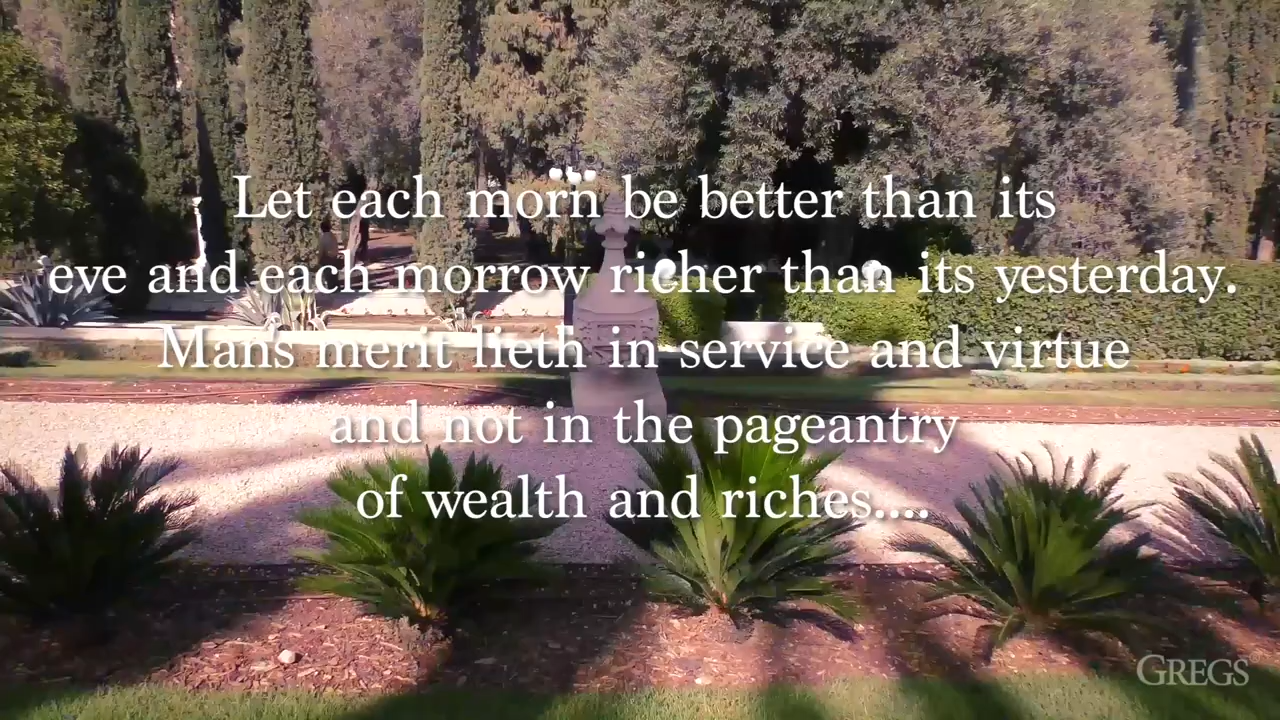 Let each morn be better than its
eve and each morrow richer than its yesterday.
Mans merit lieth in service and virtue
and not in the pageantry
of wealth and riches....
GREGS